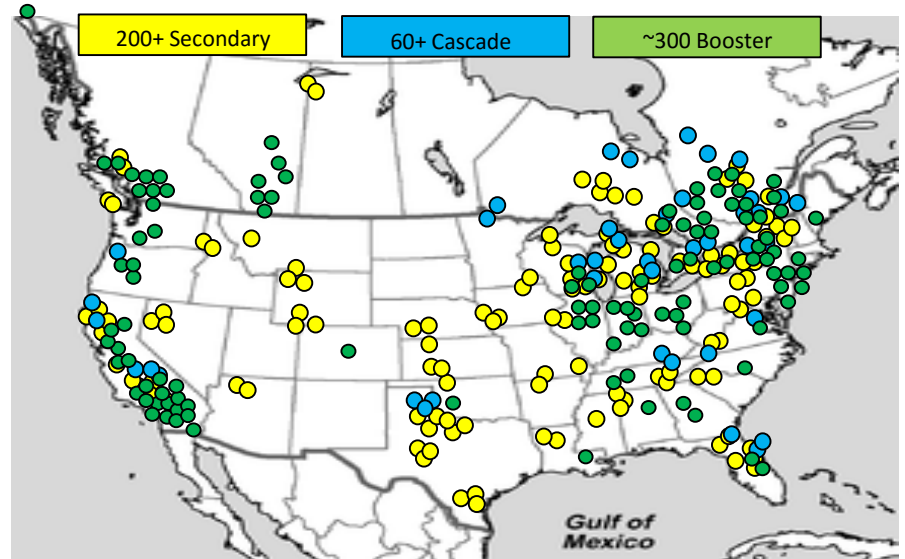 200+ Secondary
60+ Cascade
~300 Booster
Gulf of
Mexico